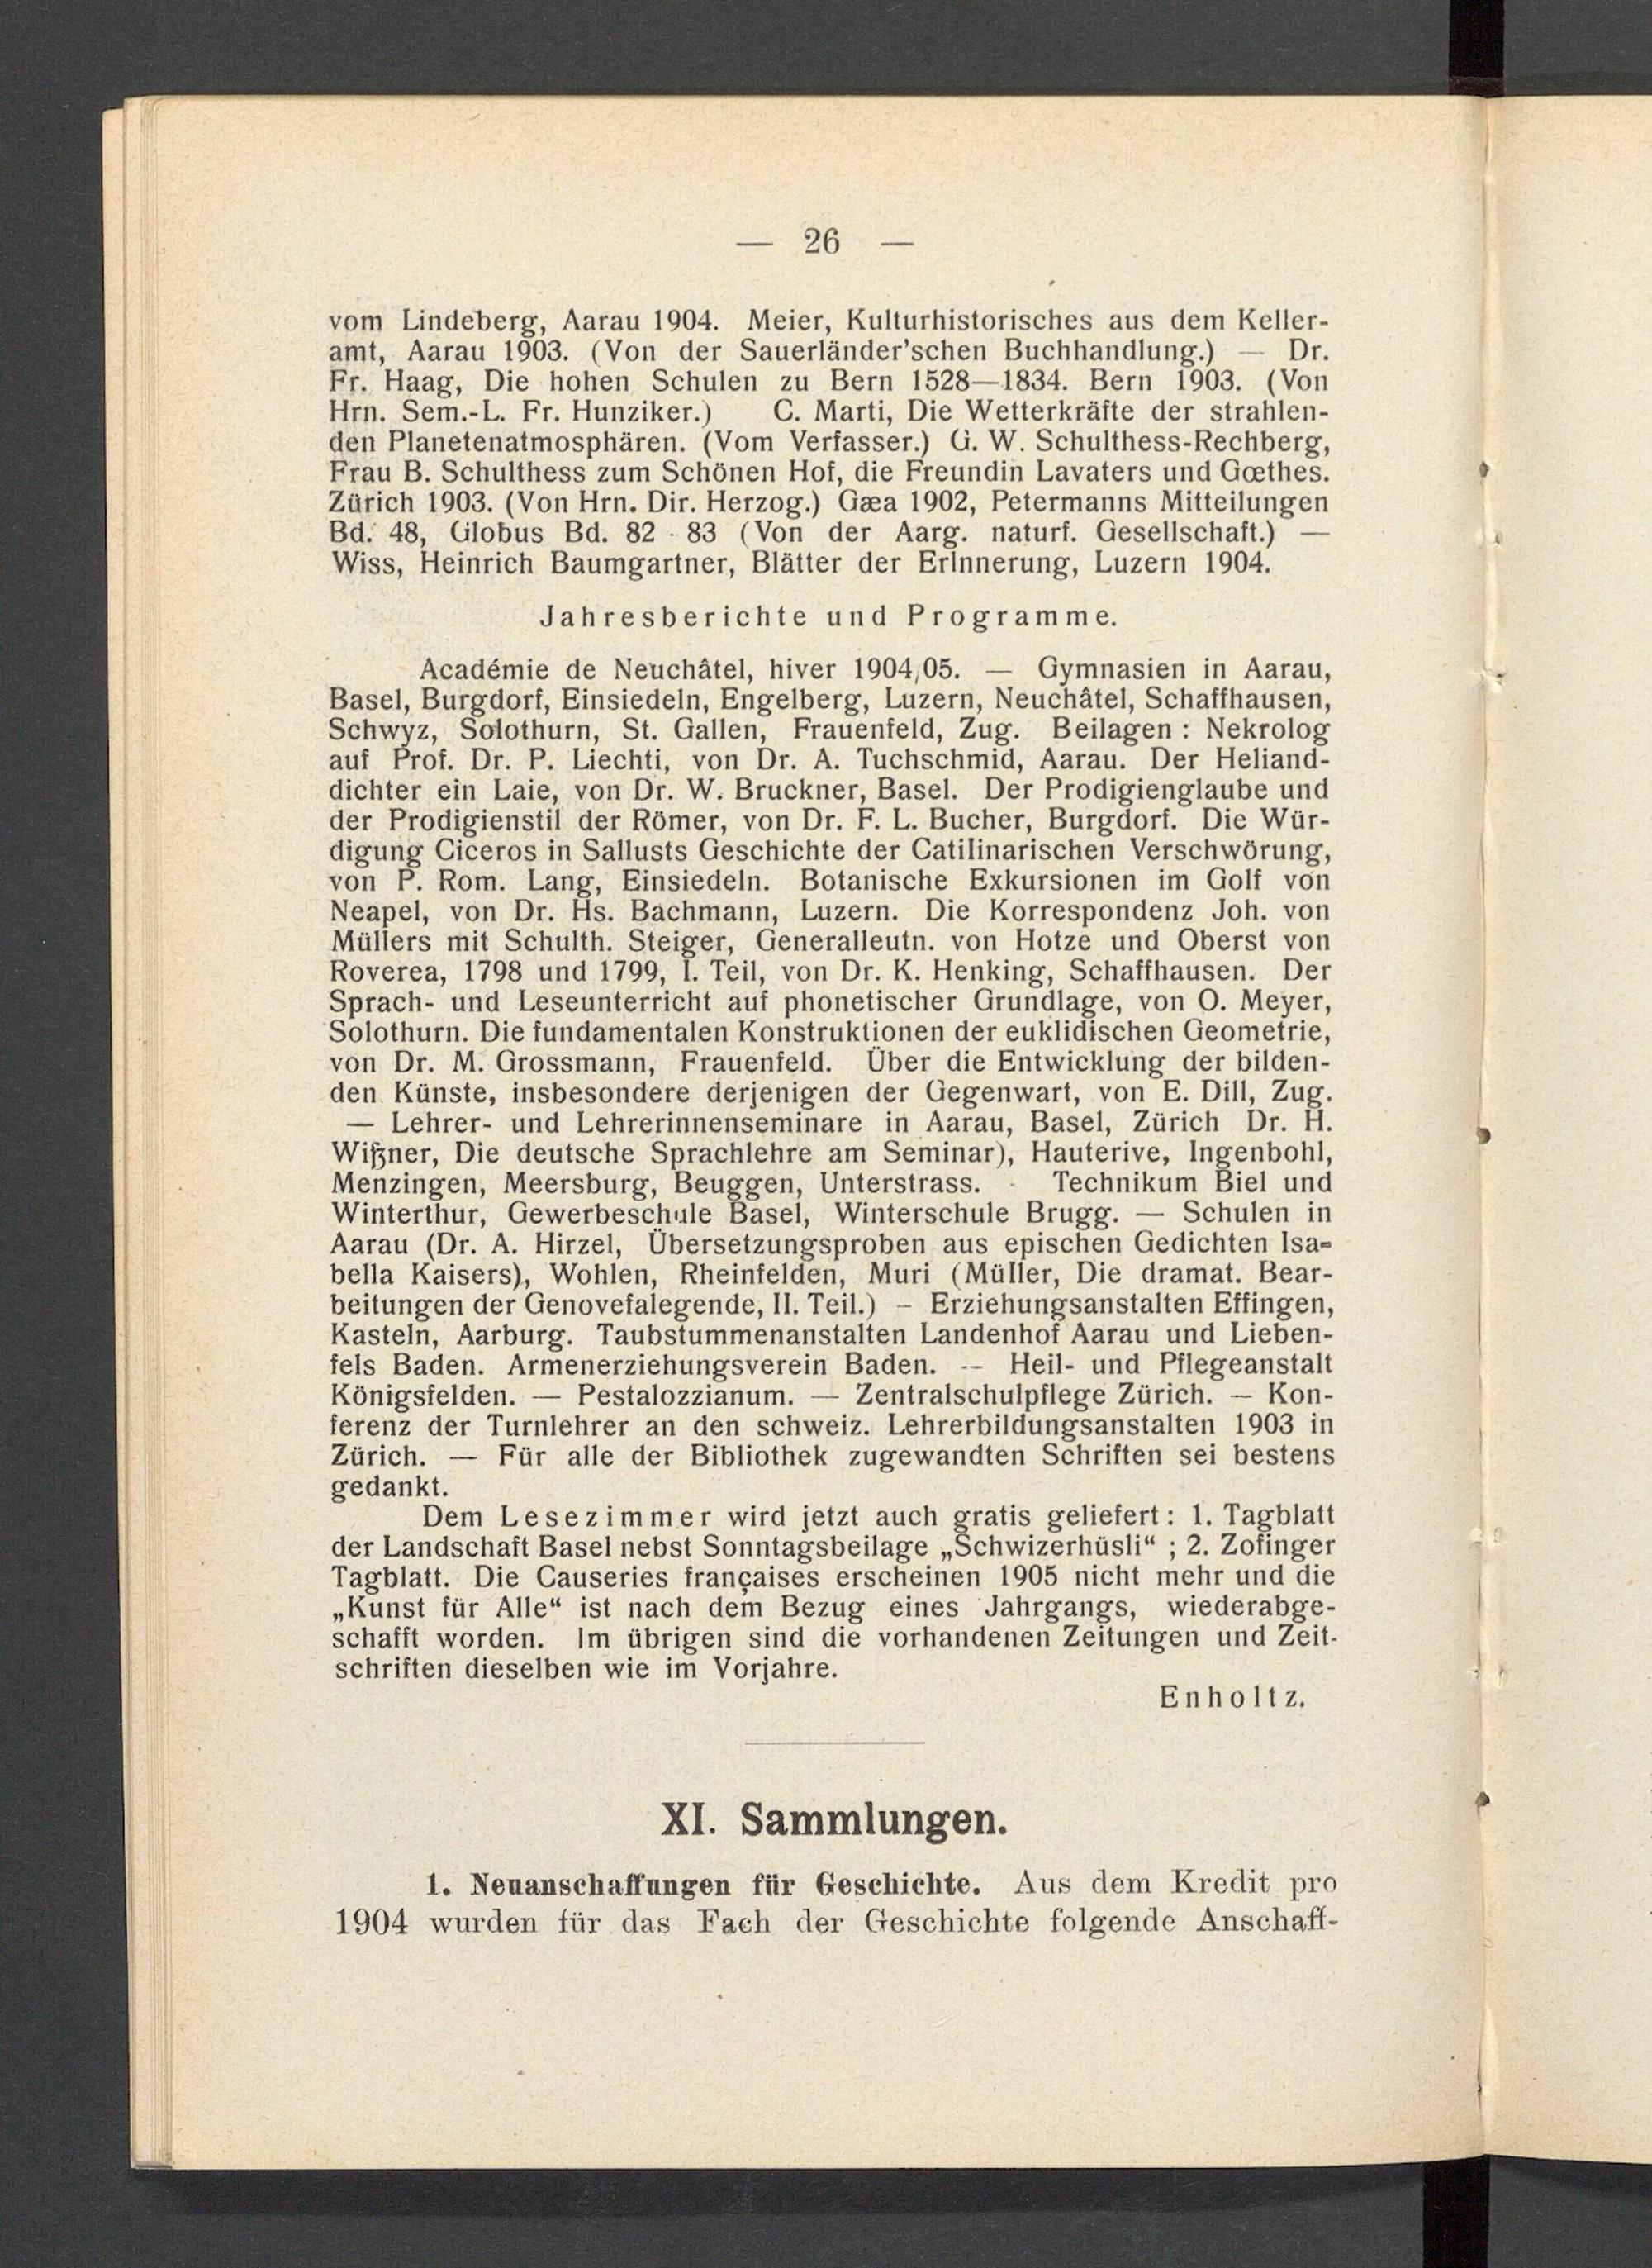 — 26 —
vom Lindeberg, Aarau 1904. Meier, Kulturhistorisches aus dem Keller-
amt, Aarau 1903. (Von der Sauerländer'schen Buchhandlung.) — Dr.
Fr. Haag, Die hohen Schulen zu Bern 1528—1834. Bern 1903. (Von
Hrn. Sem.-L. Fr. Hunziker.) C. Marti, Die Wetterkräfte der strahlen-
den Planetenatmosphären. (Vom Verfasser.) G. W. Schulthess-Rechberg,
Frau B. Schulthess zum Schönen Hof, die Freundin Lavaters und Gœthes.
Zürich 1903. (Von Hrn. Dir. Herzog.) Gæa 1902, Petermanns Mitteilungen
Bd. 48, Globus Bd. 82 - 83 (Von der Aarg. naturf. Gesellschaft.) —
Wiss, Heinrich Baumgartner, Blätter der Erinnerung, Luzern 1904.
Jahresberichte und Programme.
Académie de Neuchâtel, hiver 1904/05. — Gymnasien in Aarau,
Basel, Burgdorf, Einsiedeln, Engelberg, Luzern, Neuchâtel, Schaffhausen,
Schwyz, Solothurn, St. Gallen, Frauenfeld, Zug. Beilagen : Nekrolog
auf Prof. Dr. P. Liechti, von Dr. A. Tuchschmid, Aarau. Der Heliand-
dichter ein Laie, von Dr. W. Bruckner, Basel. Der Prodigienglaube und
der Prodigienstil der Römer, von Dr. F. L. Bucher, Burgdorf. Die Wür-
digung Ciceros in Sallusts Geschichte der Catilinarischen Verschwörung,
von P. Rom. Lang, Einsiedeln. Botanische Exkursionen im Golf von
Neapel, von Dr. Hs. Bachmann, Luzern. Die Korrespondenz Joh. von
Müllers mit Schulth. Steiger, Generalleutn. von Hotze und Oberst von
Roverea, 1798 und 1799, I. Teil, von Dr. K. Henking, Schaffhausen. Der
Sprach- und Leseunterricht auf phonetischer Grundlage, von O. Meyer,
Solothurn. Die fundamentalen Konstruktionen der euklidischen Geometrie,
von Dr. M. Grossmann, Frauenfeld. Über die Entwicklung der bilden-
den Künste, insbesondere derjenigen der Gegenwart, von E. Dill, Zug.
— Lehrer- und Lehrerinnenseminare in Aarau, Basel, Zürich Dr. H.
Wißner, Die deutsche Sprachlehre am Seminar), Hauterive, Ingenbohl,
Menzingen, Meersburg, Beuggen, Unterstrass. - Technikum Biel und
Winterthur, Gewerbeschule Basel, Winterschule Brugg. — Schulen in
Aarau (Dr. A. Hirzel, Übersetzungsproben aus epischen Gedichten Isa-
bella Kaisers), Wohlen, Rheinfelden, Muri (Müller, Die dramat. Bear-
beitungen der Genovefalegende, II. Teil.) – Erziehungsanstalten Effingen,
Kasteln, Aarburg. Taubstummenanstalten Landenhof Aarau und Lieben-
fels Baden. Armenerziehungsverein Baden. -- Heil- und Pflegeanstalt
Königsfelden. — Pestalozzianum. — Zentralschulpflege Zürich. — Kon-
ferenz der Turnlehrer an den schweiz. Lehrerbildungsanstalten 1903 in
Zürich. — Für alle der Bibliothek zugewandten Schriften sei bestens
gedankt.
Dem Lesezimmer wird jetzt auch gratis geliefert : 1. Tagblatt
der Landschaft Basel nebst Sonntagsbeilage „Schwizerhüsli“ ; 2. Zofinger
Tagblatt. Die Causeries françaises erscheinen 1905 nicht mehr und die
„Kunst für Alle“ ist nach dem Bezug eines Jahrgangs, wiederabge-
schafft worden. Im übrigen sind die vorhandenen Zeitungen und Zeit-
schriften dieselben wie im Vorjahre.
Enholtz.
XI. Sammlungen.
1. Neuanschaffungen für Geschichte. Aus dem Kredit pro
1904 wurden für das Fach der Geschichte folgende Anschaff-